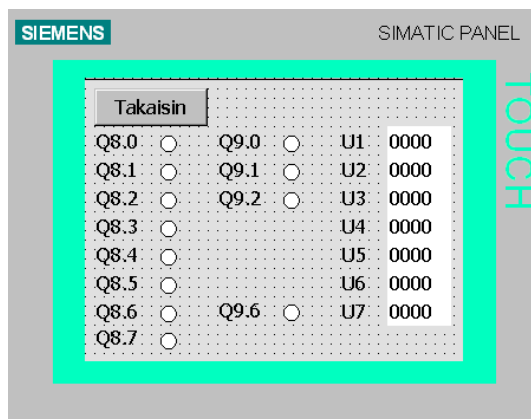 SIEMENS SIMATIC PANEL
TOUCH
Takaisin
Q8.0 Q9.0 U1 0000
Q8.1 Q9.1 U2 0000
Q8.2 Q9.2 U3 0000
Q8.3 U4 0000
Q8.4 U5 0000
Q8.5 U6 0000
Q8.6 Q9.6 U7 0000
Q8.7